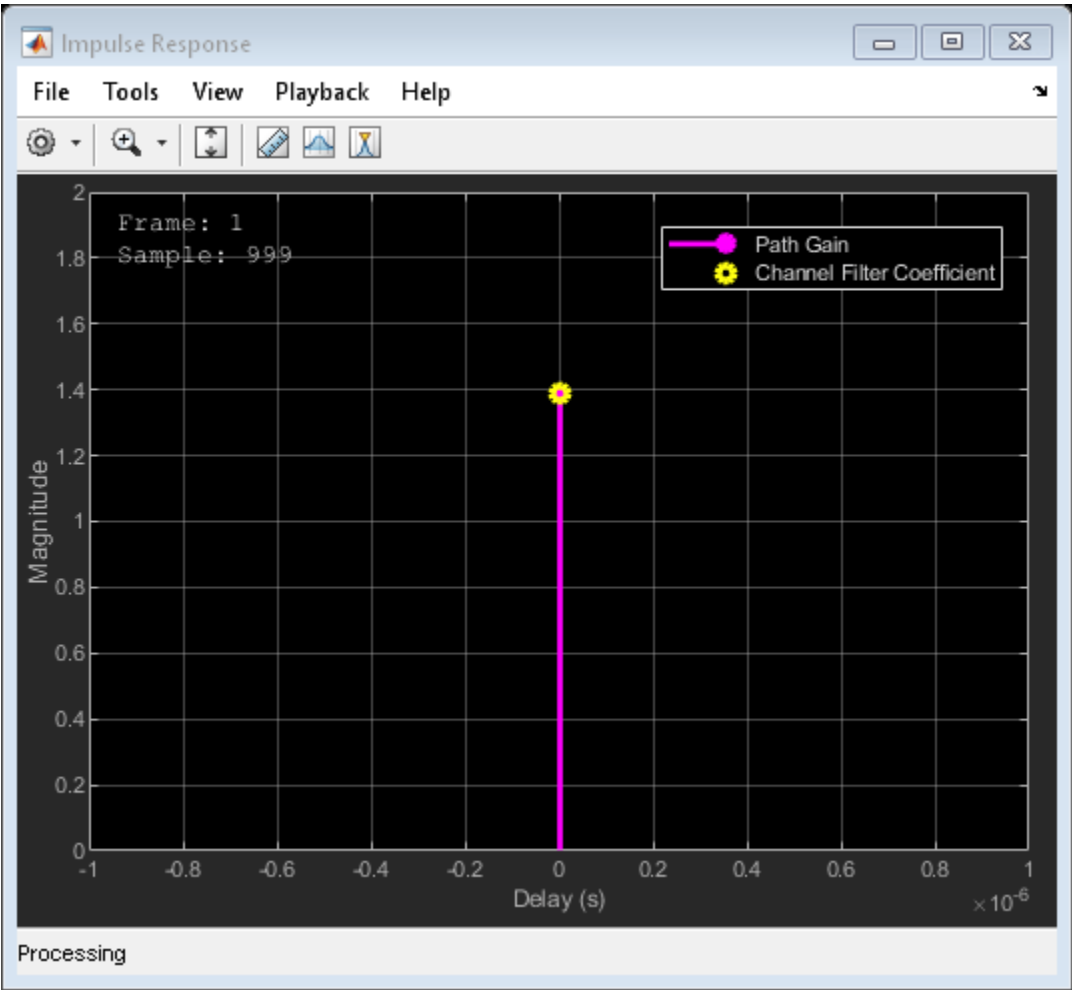 Impulse Response
File Tools View Playback Help
2
Frame: 1
Sample: 999
Path Gain
Channel Filter Coefficient
1.8
1.6
1.4
1.2
1
0.8
0.6
0.4
0.2
0
Magnitude
-1 -0.8 -0.6 -0.4 -0.2 0 0.2 0.4 0.6 0.8 1
Delay (s)
×10⁻⁶
Processing